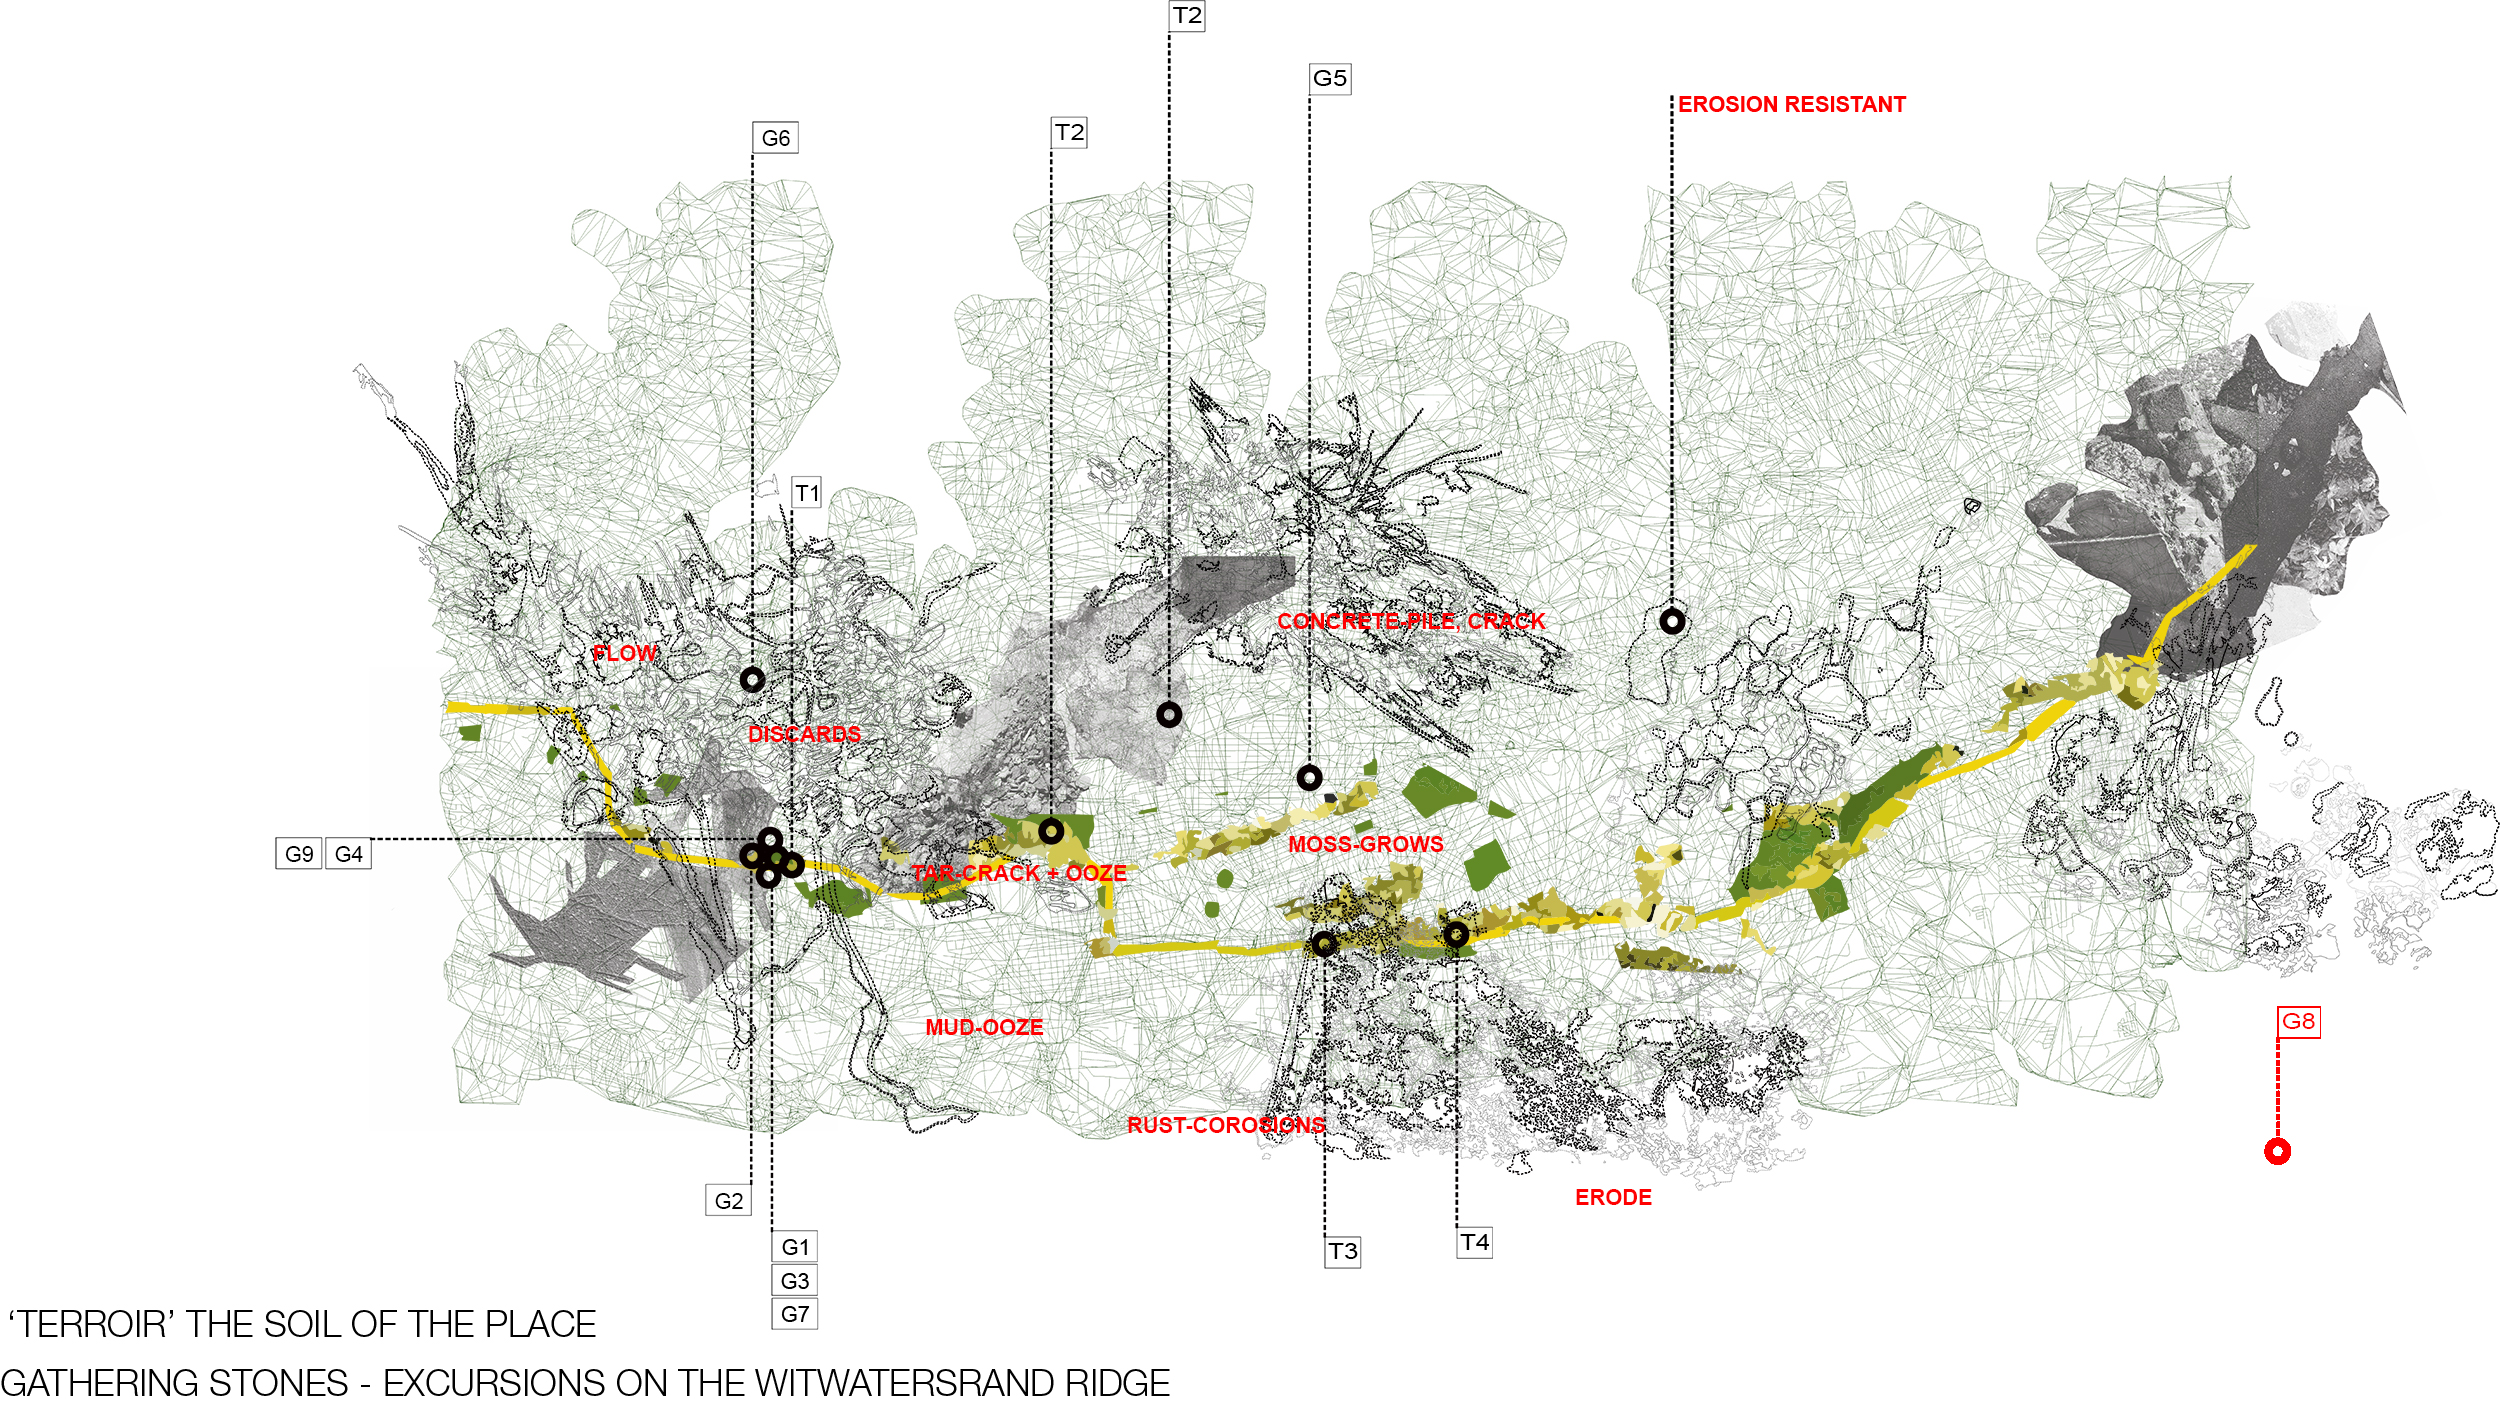 T2
G5
EROSION RESISTANT
G6
T2
T1
CONCRETE-PILE, CRACK
FLOW
DISCARDS
MOSS-GROWS
G9 G4
TAR-CRACK + OOZE
G8
MUD-OOZE
RUST-COROSIONS
ERODE
G2
G1
T3
T4
G3
G7
‘TERROIR’ THE SOIL OF THE PLACE
GATHERING STONES - EXCURSIONS ON THE WITWATERSRAND RIDGE